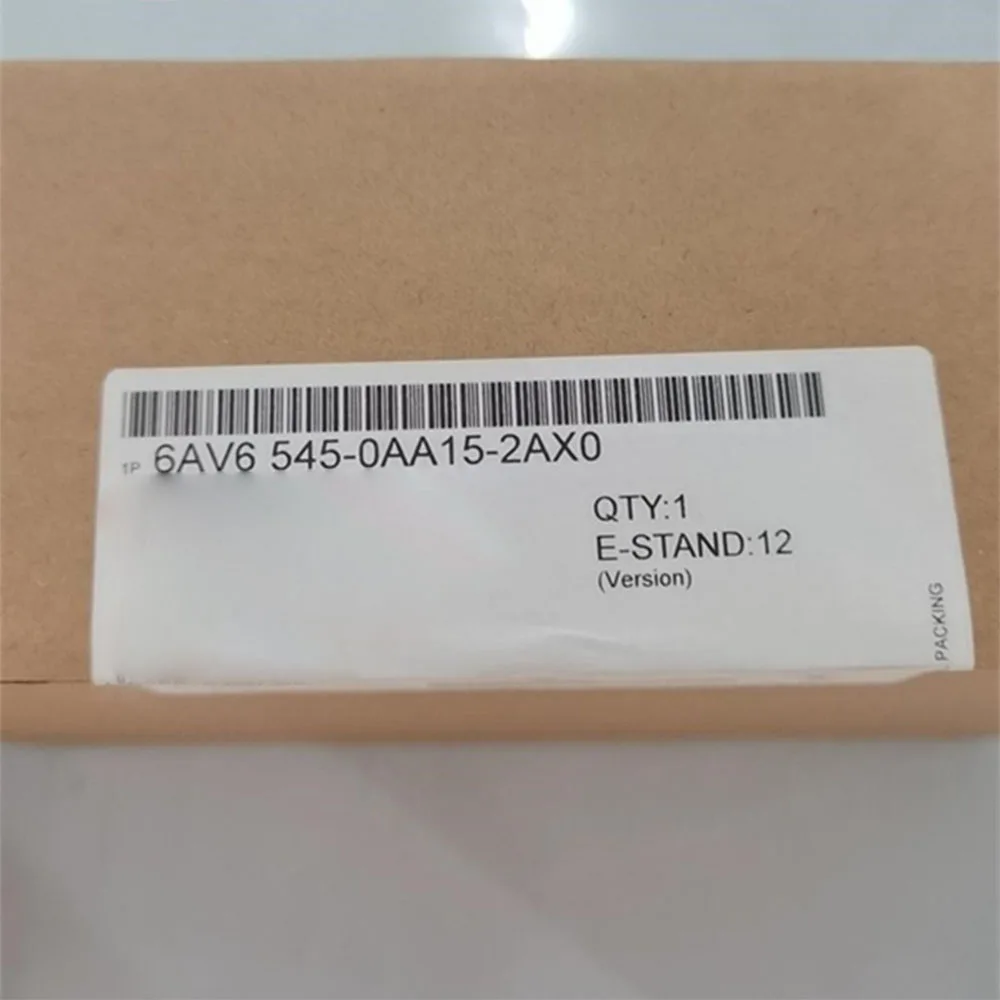 1P 6AV6 545-0AA15-2AX0
QTY:1
E-STAND:12
(Version)
PACKING